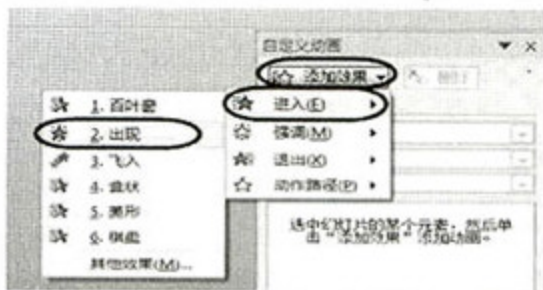 自定义动画
添加效果
删除
1. 百叶窗
2. 出现
3. 飞入
4. 盒状
5. 菱形
6. 棋盘
其他效果(M)...
进入(E)
强调(M)
退出(X)
动作路径(P)
选中幻灯片的某个元素，然后单
击“添加效果”添加动画。